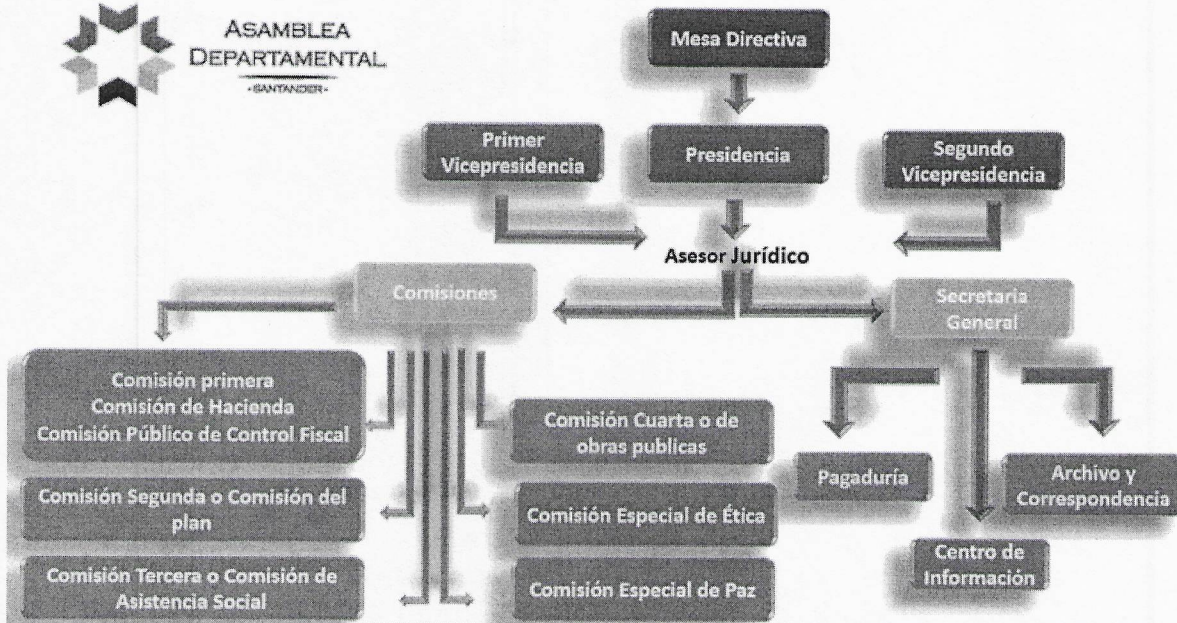 ASAMBLEA
DEPARTAMENTAL
-SANTANDER-
Mesa Directiva
Primer
Vicepresidencia
Presidencia
Segundo
Vicepresidencia
Asesor Jurídico
Comisiones
Secretaria
General
Comisión primera
Comisión de Hacienda
Comisión Público de Control Fiscal
Comisión Cuarta o de
obras publicas
Comisión Segunda o Comisión del
plan
Comisión Especial de Ética
Comisión Tercera o Comisión de
Asistencia Social
Comisión Especial de Paz
Pagaduría
Archivo y
Correspondencia
Centro de
Información